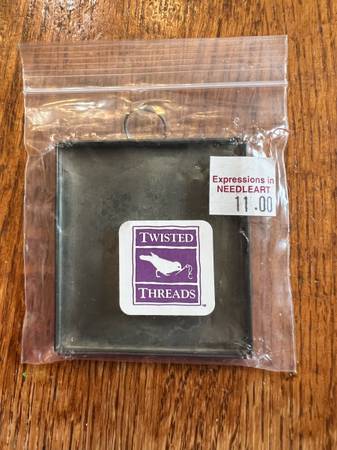 Expressions in
NEEDLEART
11.00
TWISTED
THREADS